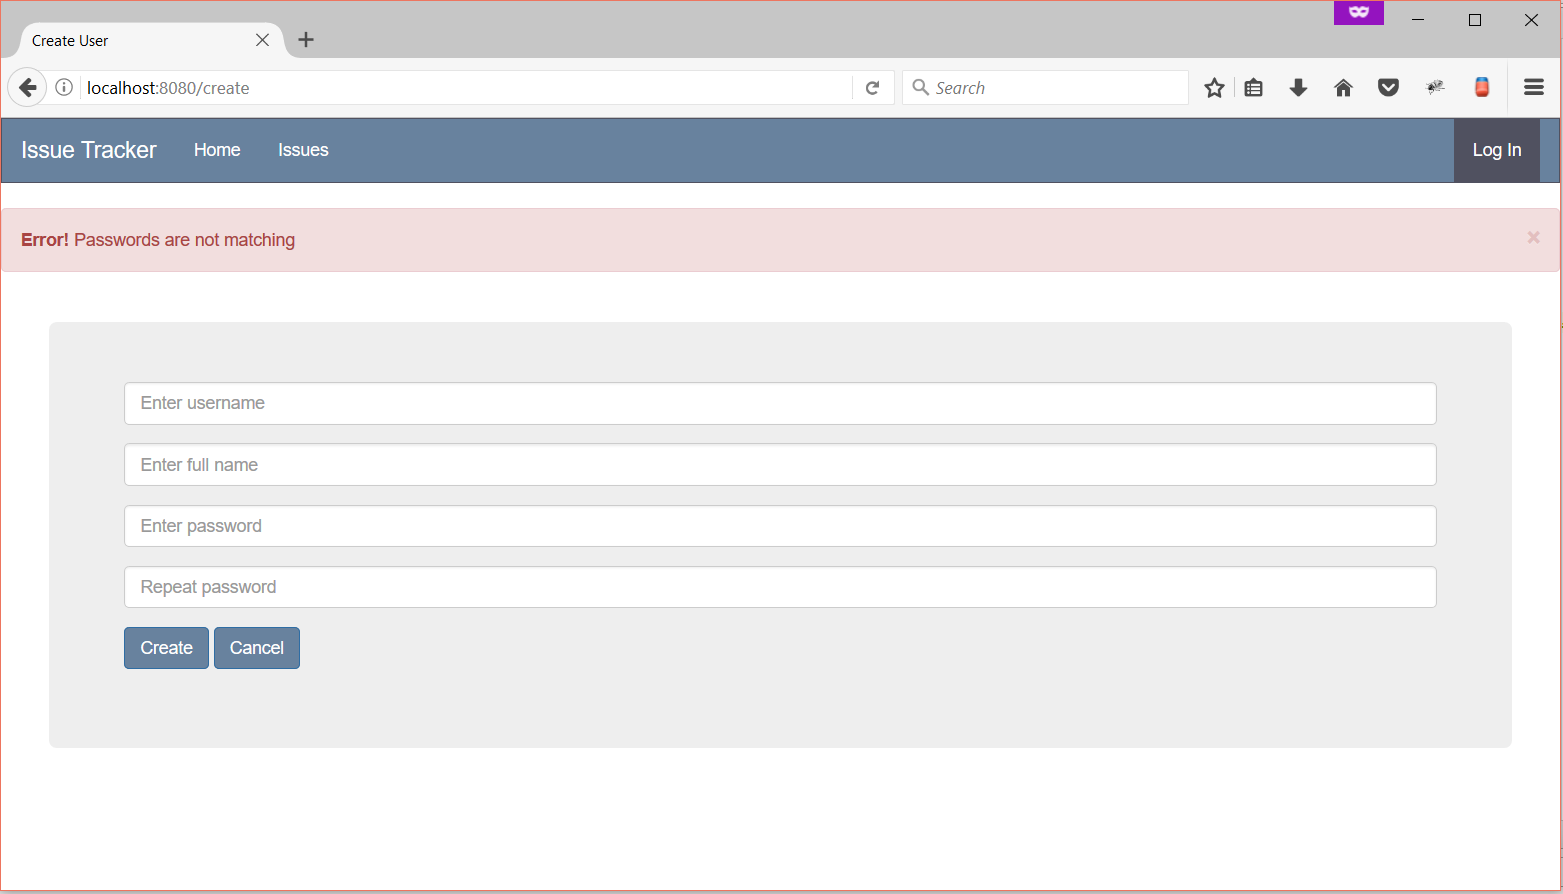 Create User
localhost:8080/create
Search
Issue Tracker Home Issues Log In
Error! Passwords are not matching ×
Enter username
Enter full name
Enter password
Repeat password
Create Cancel